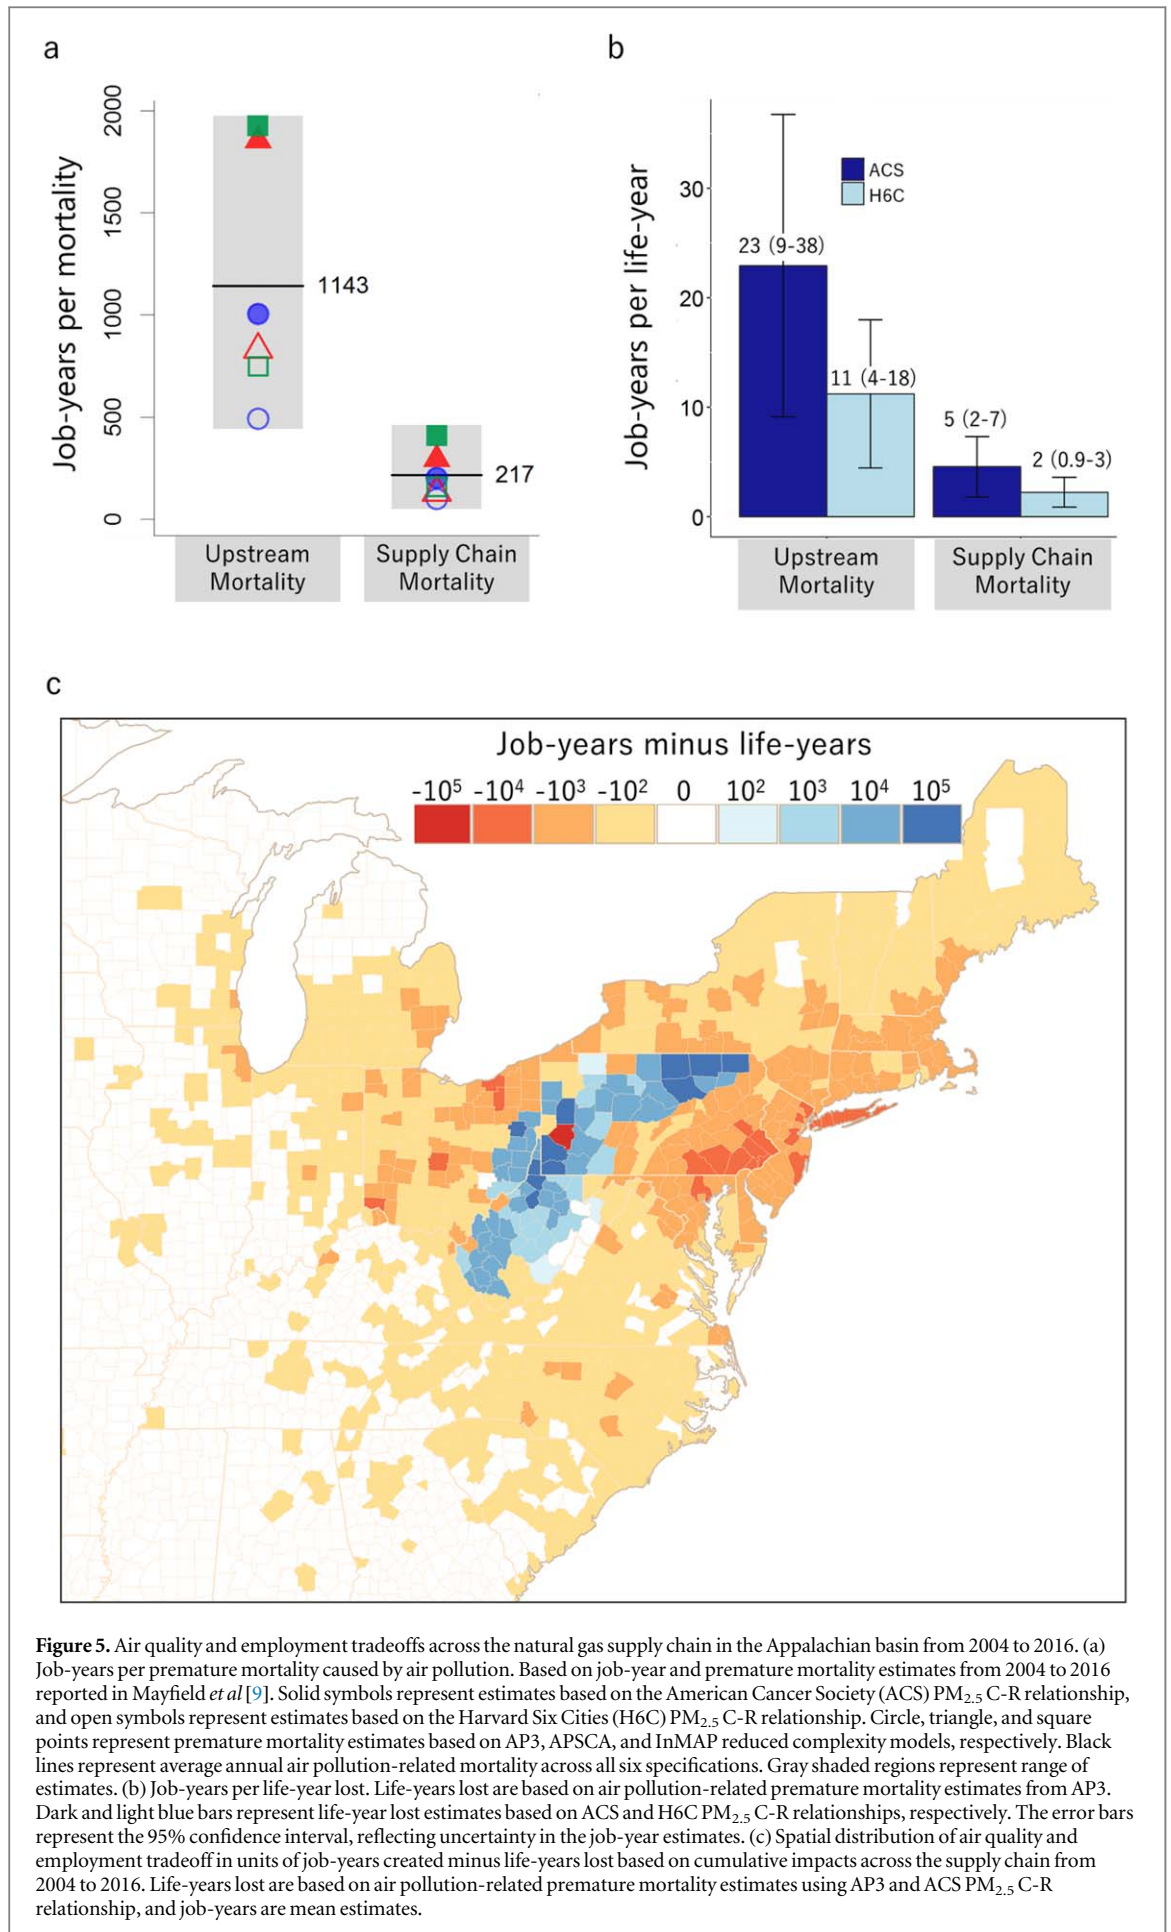 a
b
Job-years per mortality
2000
1500
1000
500
0
1143
217
Upstream
Mortality
Supply Chain
Mortality
Job-years per life-year
30
20
10
0
ACS
H6C
23 (9-38)
11 (4-18)
5 (2-7)
2 (0.9-3)
Upstream
Mortality
Supply Chain
Mortality
c
Job-years minus life-years
-10⁵ -10⁴ -10³ -10² 0 10² 10³ 10⁴ 10⁵
Figure 5. Air quality and employment tradeoffs across the natural gas supply chain in the Appalachian basin from 2004 to 2016. (a)
Job-years per premature mortality caused by air pollution. Based on job-year and premature mortality estimates from 2004 to 2016
reported in Mayfield et al [9]. Solid symbols represent estimates based on the American Cancer Society (ACS) PM₂.₅ C-R relationship,
and open symbols represent estimates based on the Harvard Six Cities (H6C) PM₂.₅ C-R relationship. Circle, triangle, and square
points represent premature mortality estimates based on AP3, APSCA, and InMAP reduced complexity models, respectively. Black
lines represent average annual air pollution-related mortality across all six specifications. Gray shaded regions represent range of
estimates. (b) Job-years per life-year lost. Life-years lost are based on air pollution-related premature mortality estimates from AP3.
Dark and light blue bars represent life-year lost estimates based on ACS and H6C PM₂.₅ C-R relationships, respectively. The error bars
represent the 95% confidence interval, reflecting uncertainty in the job-year estimates. (c) Spatial distribution of air quality and
employment tradeoff in units of job-years created minus life-years lost based on cumulative impacts across the supply chain from
2004 to 2016. Life-years lost are based on air pollution-related premature mortality estimates using AP3 and ACS PM₂.₅ C-R
relationship, and job-years are mean estimates.